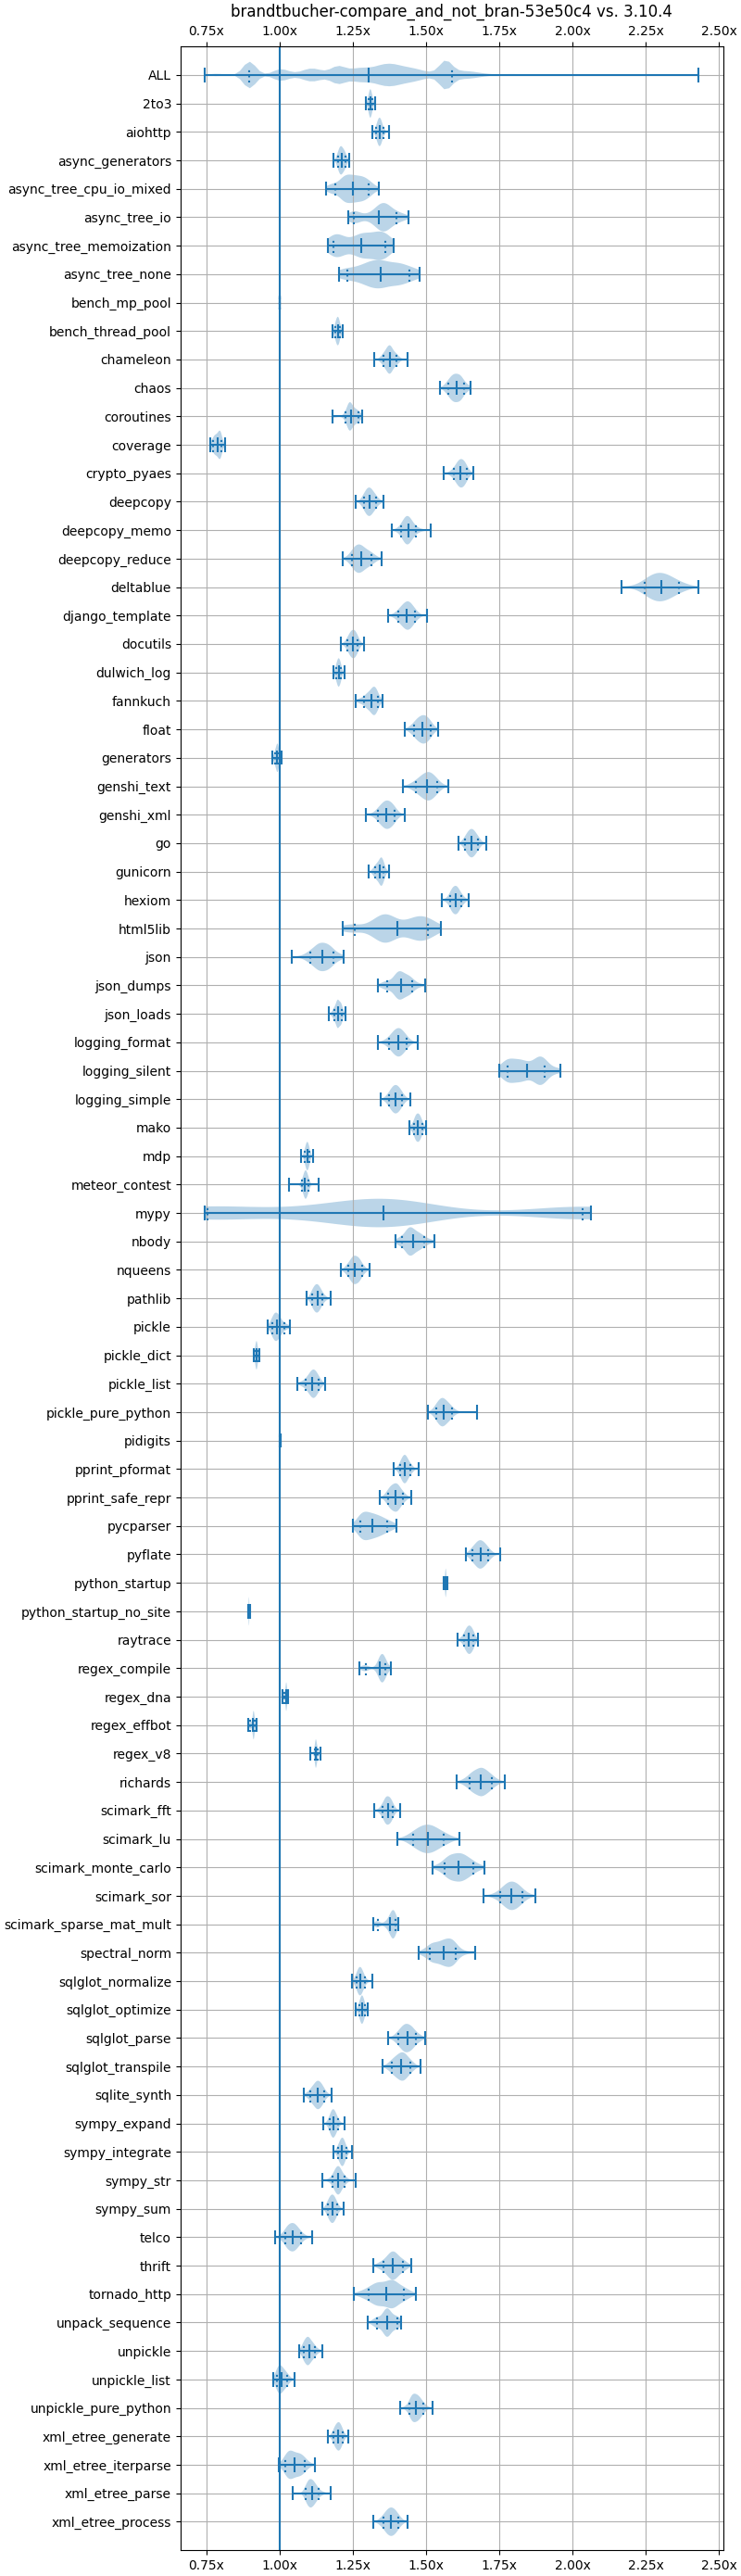 brandtbucher-compare_and_not_bran-53e50c4 vs. 3.10.4
0.75x 1.00x 1.25x 1.50x 1.75x 2.00x 2.25x 2.50x
ALL
2to3
aiohttp
async_generators
async_tree_cpu_io_mixed
async_tree_io
async_tree_memoization
async_tree_none
bench_mp_pool
bench_thread_pool
chameleon
chaos
coroutines
coverage
crypto_pyaes
deepcopy
deepcopy_memo
deepcopy_reduce
deltablue
django_template
docutils
dulwich_log
fannkuch
float
generators
genshi_text
genshi_xml
go
gunicorn
hexiom
html5lib
json
json_dumps
json_loads
logging_format
logging_silent
logging_simple
mako
mdp
meteor_contest
mypy
nbody
nqueens
pathlib
pickle
pickle_dict
pickle_list
pickle_pure_python
pidigits
pprint_pformat
pprint_safe_repr
pycparser
pyflate
python_startup
python_startup_no_site
raytrace
regex_compile
regex_dna
regex_effbot
regex_v8
richards
scimark_fft
scimark_lu
scimark_monte_carlo
scimark_sor
scimark_sparse_mat_mult
spectral_norm
sqlglot_normalize
sqlglot_optimize
sqlglot_parse
sqlglot_transpile
sqlite_synth
sympy_expand
sympy_integrate
sympy_str
sympy_sum
telco
thrift
tornado_http
unpack_sequence
unpickle
unpickle_list
unpickle_pure_python
xml_etree_generate
xml_etree_iterparse
xml_etree_parse
xml_etree_process
0.75x 1.00x 1.25x 1.50x 1.75x 2.00x 2.25x 2.50x